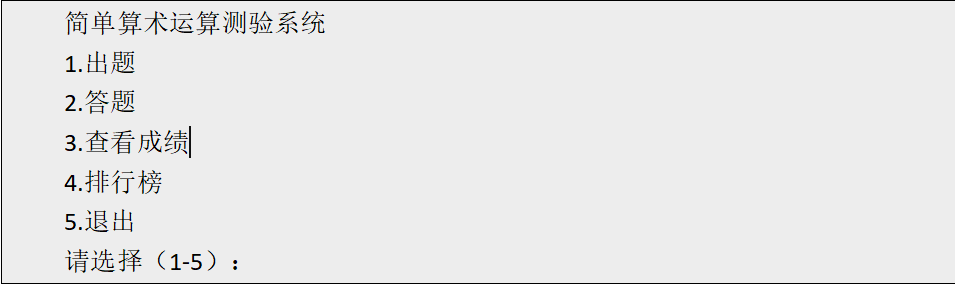 简单算术运算测验系统
1.出题
2.答题
3.查看成绩
4.排行榜
5.退出
请选择（1-5）：